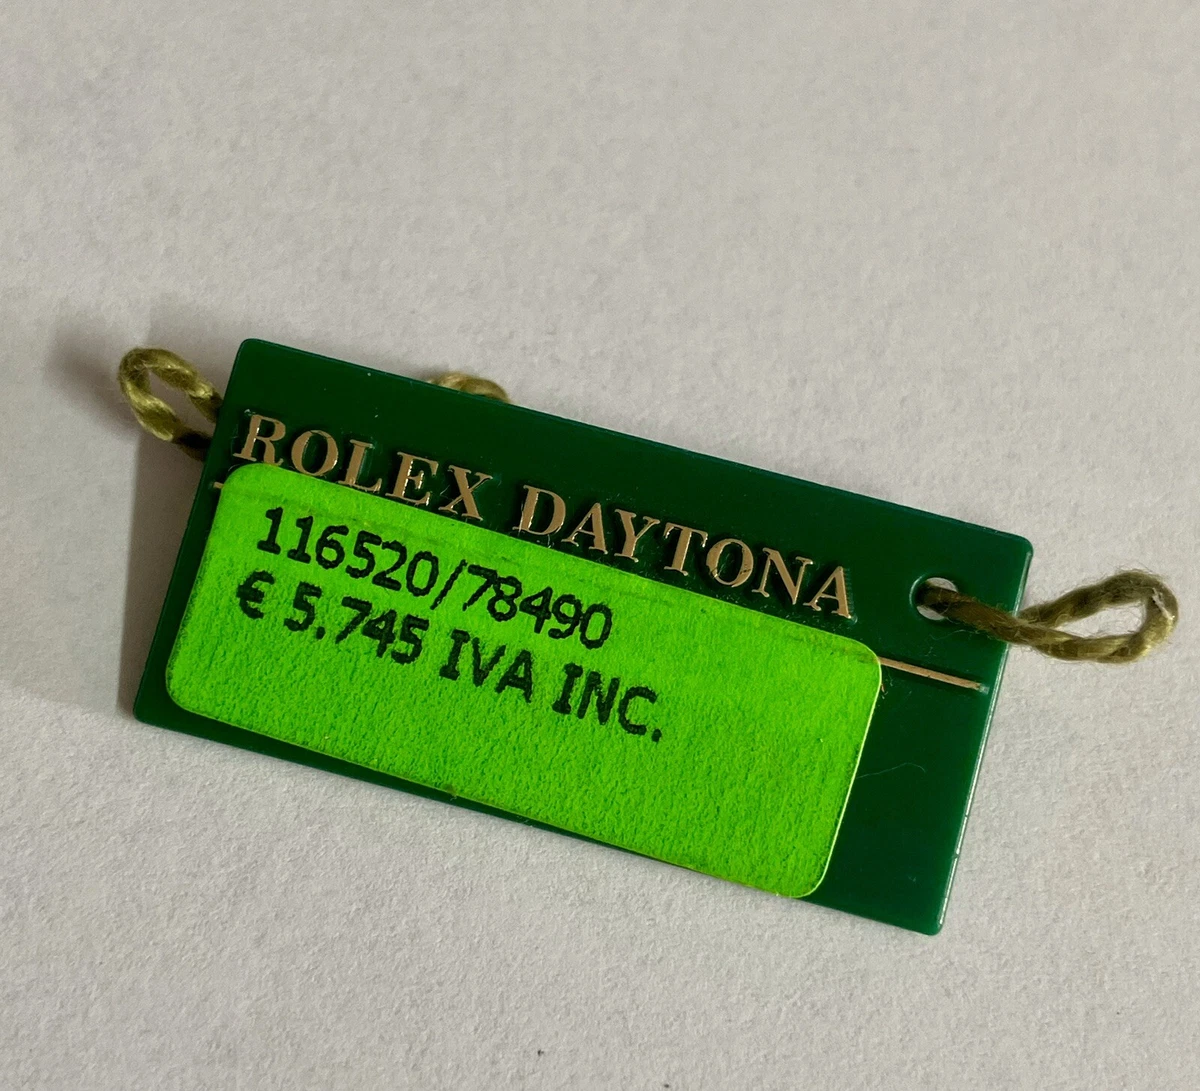 ROLEX DAYTONA
116520/78490
€ 5.745 IVA INC.